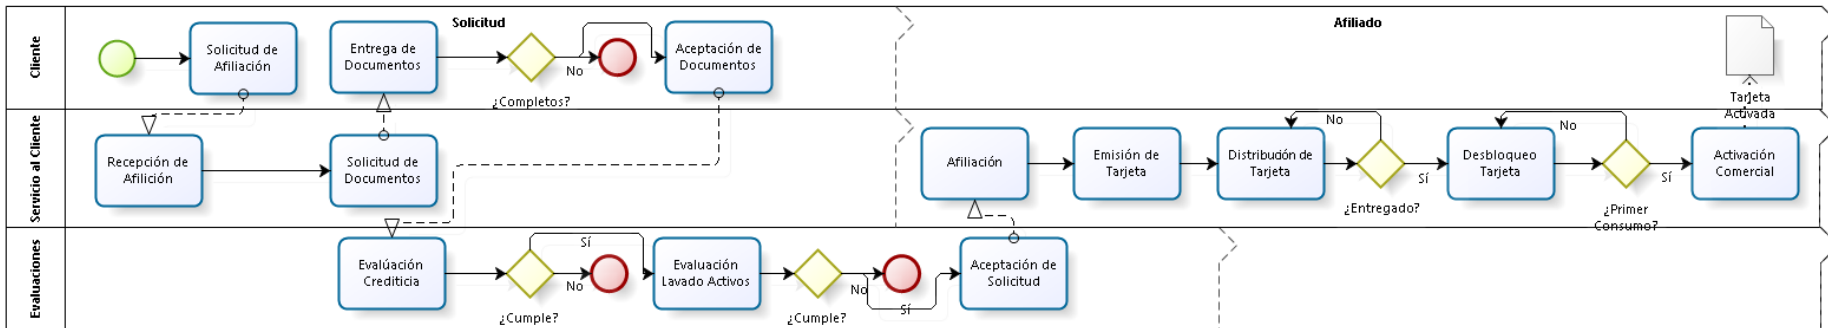 Solicitud
Afiliado
Cliente
Solicitud de
Afiliación
Entrega de
Documentos
¿Completos?
No
Aceptación de
Documentos
Tarjeta
Activada
Servicio al Cliente
Recepción de
Afilición
Solicitud de
Documentos
Afiliación
Emisión de
Tarjeta
Distribución de
Tarjeta
No
¿Entregado?
Sí
Desbloqueo
Tarjeta
No
¿Primer
Consumo?
Sí
Activación
Comercial
Evaluaciones
Evalúación
Crediticia
Sí
No
¿Cumple?
Evaluación
Lavado Activos
¿Cumple?
No
Sí
Aceptación de
Solicitud